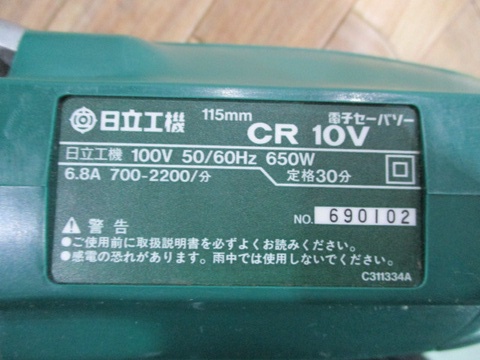 日立工機 115mm 電子セーバソー
CR 10V
日立工機 100V 50/60Hz 650W
6.8A 700-2200/分 定格30分
NO. 690102
警告
●ご使用前に取扱説明書を必ずよくお読みください。
●感電の恐れがあります。雨中では使用しないでください。
C311334A